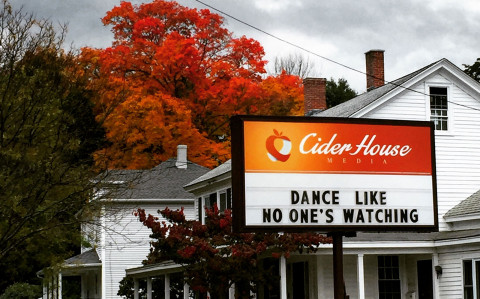 Cider House
MEDIA
DANCE LIKE
NO ONE'S WATCHING